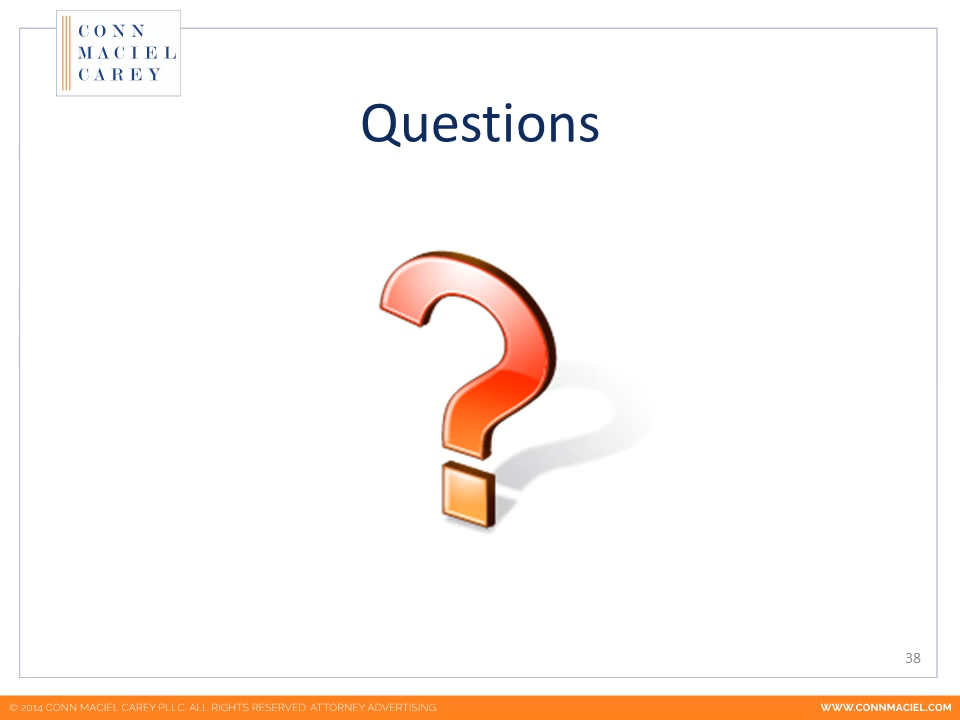 CONN
MACIEL
CAREY
Questions
38
© 2014 CONN MACIEL CAREY PLLC. ALL RIGHTS RESERVED. ATTORNEY ADVERTISING.
WWW.CONNMACIEL.COM